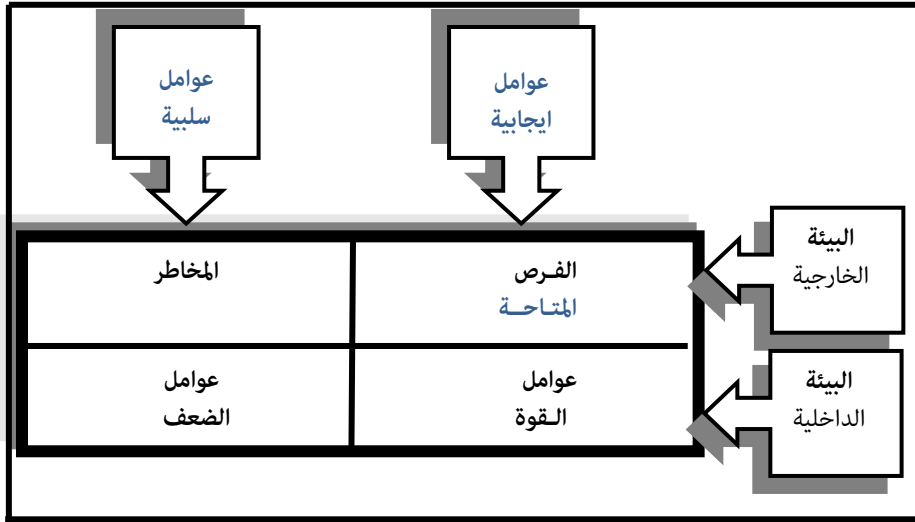 عوامل
ايجابية
عوامل
سلبية
البيئة
الخارجية
الفـرص
المتـاحــة
المخاطر
البيئة
الداخلية
عوامل
الـقوة
عوامل
الضعف